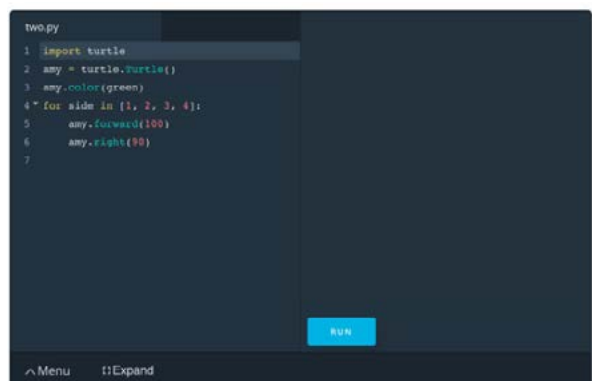 two.py
1 import turtle
2 amy = turtle.Turtle()
3 amy.color(green)
4 for side in [1, 2, 3, 4]:
5 amy.forward(100)
6 amy.right(90)
7
RUN
Menu
Expand